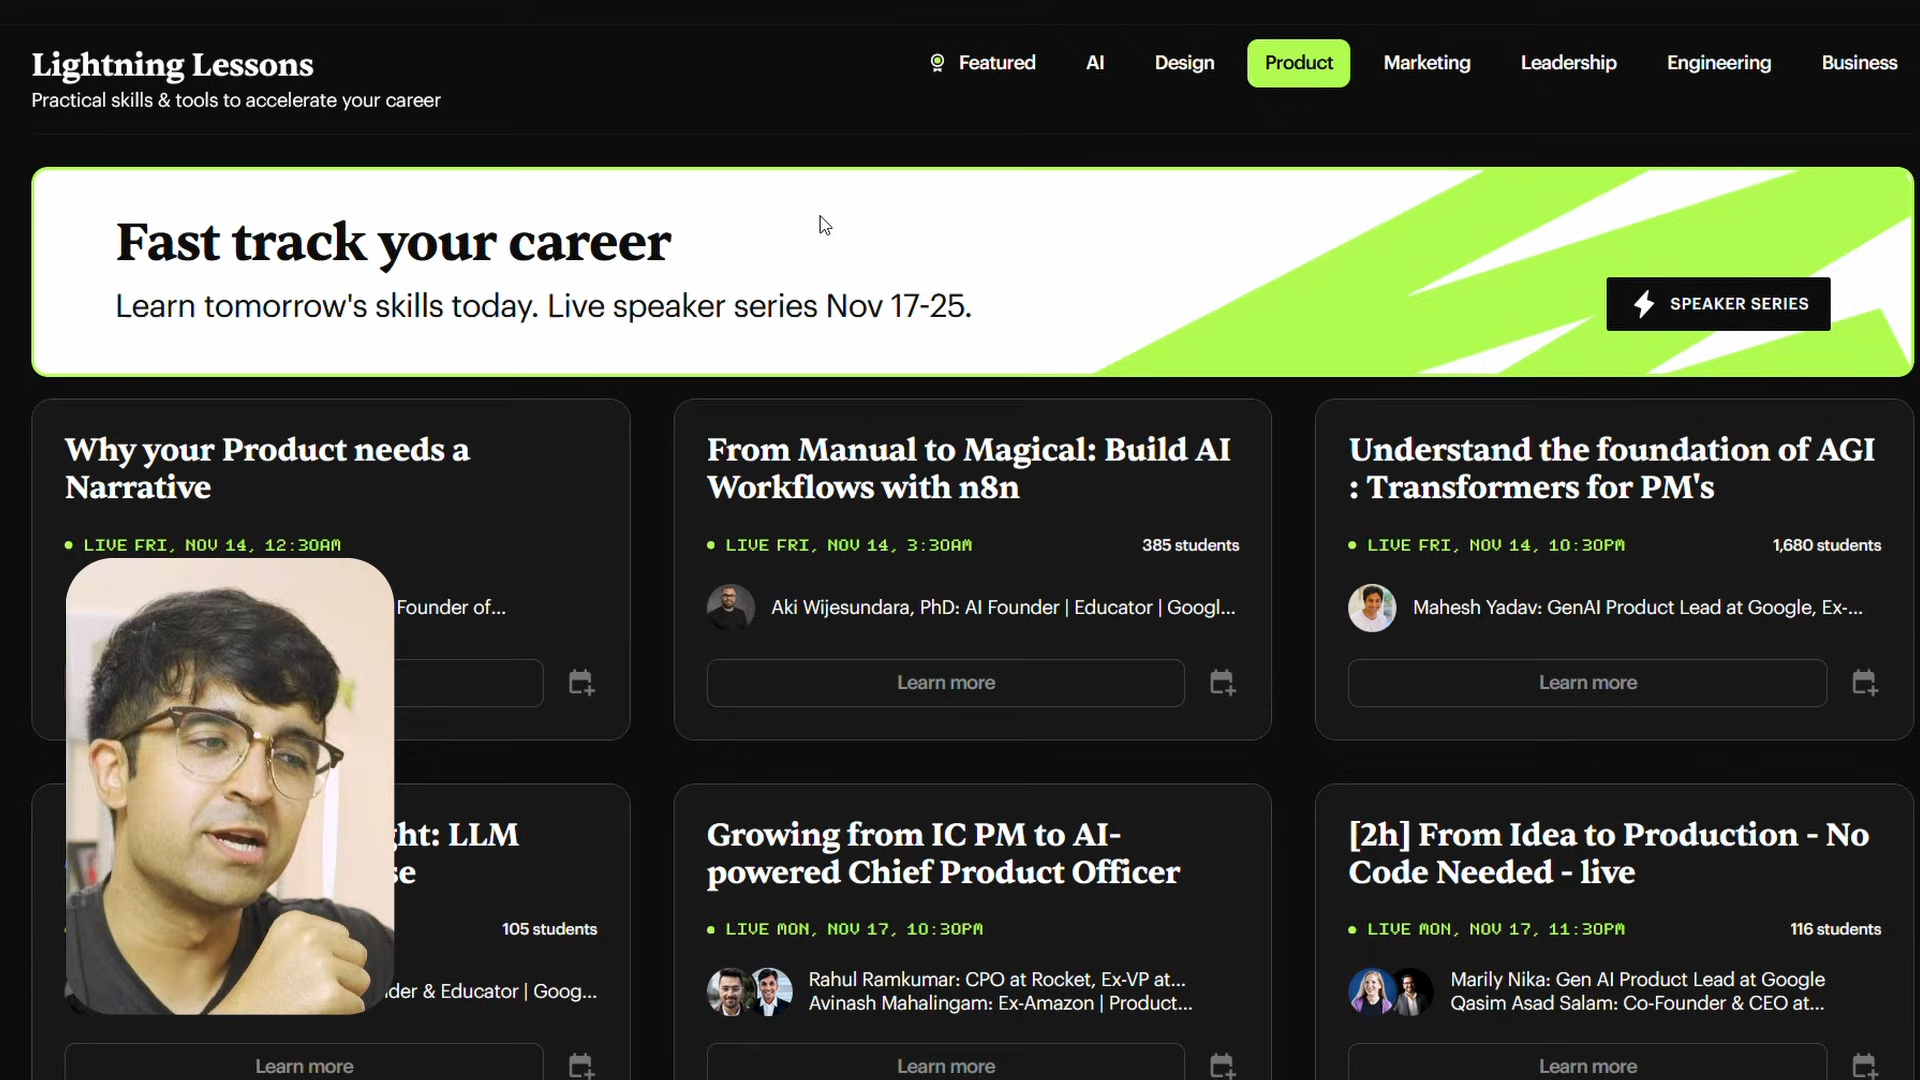 Lightning Lessons
Practical skills & tools to accelerate your career
Featured AI Design Product Marketing Leadership Engineering Business
Fast track your career
Learn tomorrow's skills today. Live speaker series Nov 17-25.
SPEAKER SERIES
Why your Product needs a
Narrative
LIVE FRI, NOV 14, 12:30AM
Founder of...
From Manual to Magical: Build AI
Workflows with n8n
LIVE FRI, NOV 14, 3:30AM
385 students
Aki Wijesundara, PhD: AI Founder | Educator | Googl...
Learn more
Understand the foundation of AGI
: Transformers for PM's
LIVE FRI, NOV 14, 10:30PM
1,680 students
Mahesh Yadav: GenAI Product Lead at Google, Ex-...
Learn more
LLM
105 students
& Educator | Goog...
Learn more
Growing from IC PM to AI-
powered Chief Product Officer
LIVE MON, NOV 17, 10:30PM
Rahul Ramkumar: CPO at Rocket, Ex-VP at...
Avinash Mahalingam: Ex-Amazon | Product...
Learn more
[2h] From Idea to Production - No
Code Needed - live
LIVE MON, NOV 17, 11:30PM
116 students
Marily Nika: Gen AI Product Lead at Google
Qasim Asad Salam: Co-Founder & CEO at...
Learn more